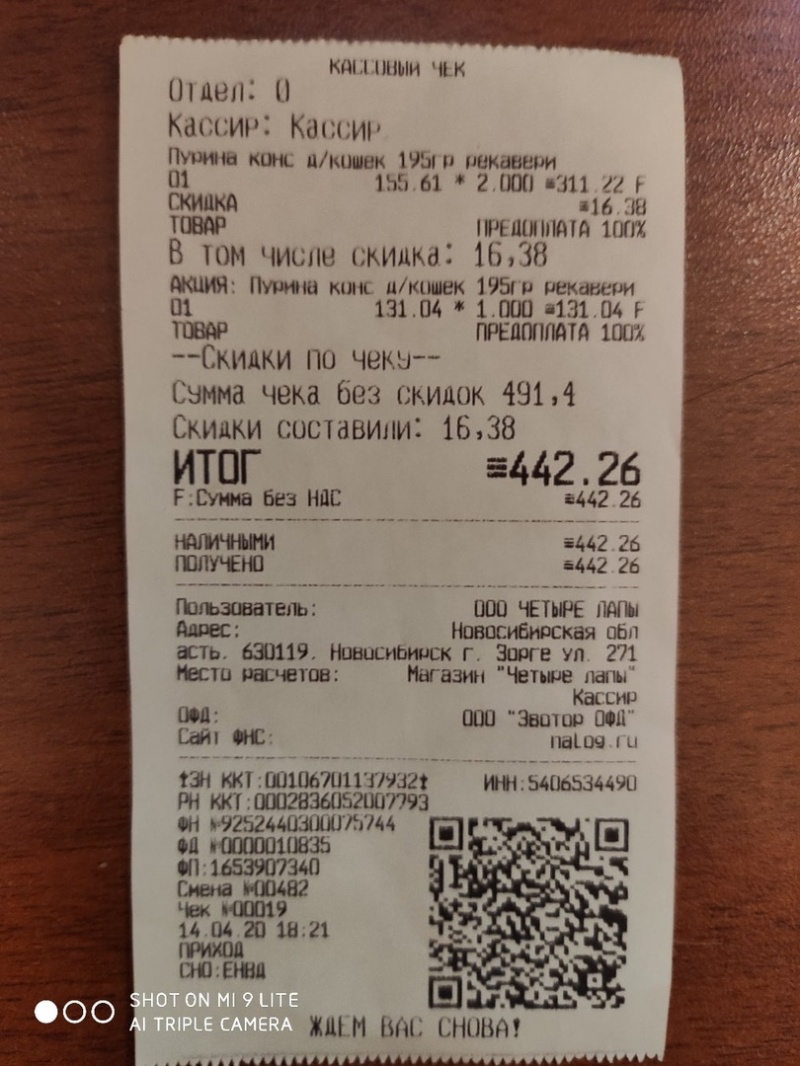 КАССОВЫЙ ЧЕК
Отдел: 0
Кассир: Кассир
Пурина конс д/кошек 195гр рекавери
01 155.61 * 2.000 ≡311.22 F
СКИДКА ≡16.38
ТОВАР ПРЕДОПЛАТА 100%
В том числе скидка: 16,38
АКЦИЯ: Пурина конс д/кошек 195гр рекавери
01 131.04 * 1.000 ≡131.04 F
ТОВАР ПРЕДОПЛАТА 100%
--Скидки по чеку--
Сумма чека без скидок 491,4
Скидки составили: 16,38
ИТОГ ≡442.26
F:Сумма без НДС ≡442.26
НАЛИЧНЫМИ ≡442.26
ПОЛУЧЕНО ≡442.26
Пользователь: ООО ЧЕТЫРЕ ЛАПЫ
Адрес: Новосибирская обл
асть, 630119, Новосибирск г, Зорге ул, 271
Место расчетов: Магазин "Четыре лапы"
Кассир
ОФД: ООО "Эвотор ОФД"
Сайт ФНС: nalog.ru
ЗН ККТ:00106701137932 ИНН:5406534490
РН ККТ:0002836052007793
ФН №9252440300075744
ФД №0000010835
ФП:1653907340
Смена №00482
Чек №00019
14.04.20 18:21
ПРИХОД
СНО:ЕНВД
ЖДЕМ ВАС СНОВА!
SHOT ON MI 9 LITE
AI TRIPLE CAMERA